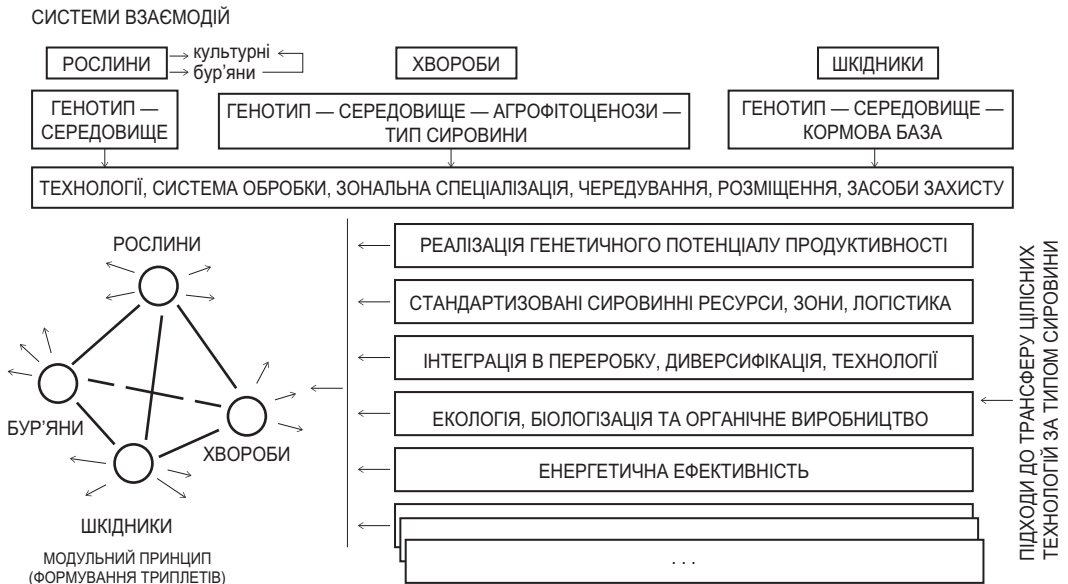 СИСТЕМИ ВЗАЄМОДІЙ
РОСЛИНИ
культурні
бур’яни
ХВОРОБИ
ШКІДНИКИ
ГЕНОТИП —
СЕРЕДОВИЩЕ
ГЕНОТИП — СЕРЕДОВИЩЕ — АГРОФІТОЦЕНОЗИ —
ТИП СИРОВИНИ
ГЕНОТИП — СЕРЕДОВИЩЕ —
КОРМОВА БАЗА
ТЕХНОЛОГІЇ, СИСТЕМА ОБРОБКИ, ЗОНАЛЬНА СПЕЦІАЛІЗАЦІЯ, ЧЕРЕДУВАННЯ, РОЗМІЩЕННЯ, ЗАСОБИ ЗАХИСТУ
РОСЛИНИ
БУР’ЯНИ
ХВОРОБИ
ШКІДНИКИ
МОДУЛЬНИЙ ПРИНЦИП
(ФОРМУВАННЯ ТРИПЛЕТІВ)
РЕАЛІЗАЦІЯ ГЕНЕТИЧНОГО ПОТЕНЦІАЛУ ПРОДУКТИВНОСТІ
СТАНДАРТИЗОВАНІ СИРОВИННІ РЕСУРСИ, ЗОНИ, ЛОГІСТИКА
ІНТЕГРАЦІЯ В ПЕРЕРОБКУ, ДИВЕРСИФІКАЦІЯ, ТЕХНОЛОГІЇ
ЕКОЛОГІЯ, БІОЛОГІЗАЦІЯ ТА ОРГАНІЧНЕ ВИРОБНИЦТВО
ЕНЕРГЕТИЧНА ЕФЕКТИВНІСТЬ
. . .
ПІДХОДИ ДО ТРАНСФЕРУ ЦІЛІСНИХ
ТЕХНОЛОГІЙ ЗА ТИПОМ СИРОВИНИ